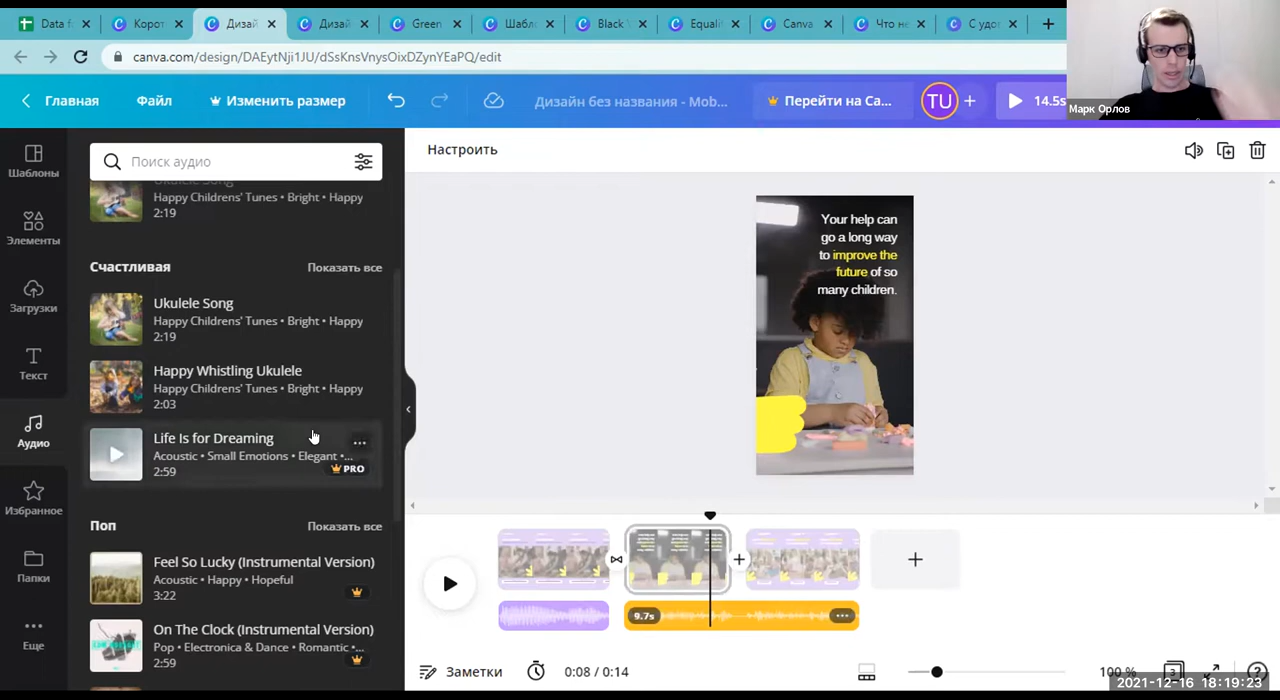 Data f
Корот
Дизай
Дизай
Green
Шабло
Black
Equali
Canva
Что не
С удо
canva.com/design/DAEytNji1JU/dSsKnsVnysOixDZynYEaPQ/edit
Марк Орлов
Главная
Файл
Изменить размер
Дизайн без названия - Mob...
Перейти на Ca...
TU
14.5s
Шаблоны
Элементы
Загрузки
Текст
Аудио
Избранное
Папки
Еще
Поиск аудио
Ukulele Song
Happy Childrens' Tunes • Bright • Happy
2:19
Счастливая
Показать все
Ukulele Song
Happy Childrens' Tunes • Bright • Happy
2:19
Happy Whistling Ukulele
Happy Childrens' Tunes • Bright • Happy
2:03
Life Is for Dreaming
Acoustic • Small Emotions • Elegant •...
2:59
PRO
Поп
Показать все
Feel So Lucky (Instrumental Version)
Acoustic • Happy • Hopeful
3:22
On The Clock (Instrumental Version)
Pop • Electronica & Dance • Romantic •...
2:59
Настроить
Your help can
go a long way
to improve the
future of so
many children.
9.7s
Заметки
0:08 / 0:14
100 %
3
2021-12-16 18:19:23